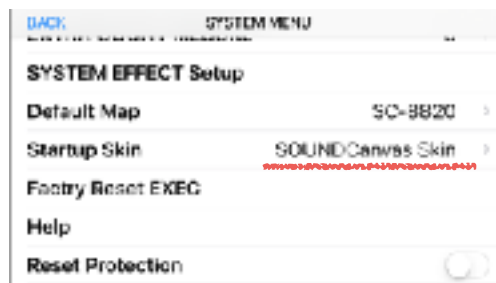 BACK SYSTEM MENU
SYSTEM EFFECT Setup
Default Map SC-8820
Startup Skin SOUNDCanvas Skin
Factry Reset EXEC
Help
Reset Protection